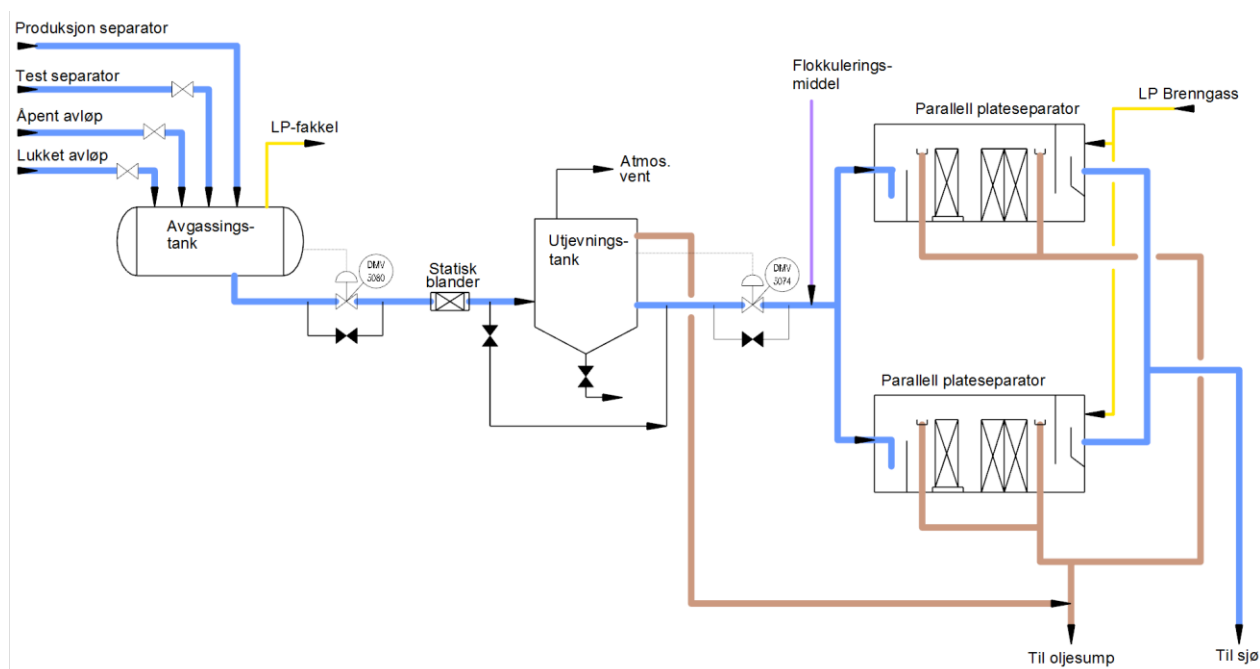 Produksjon separator
Test separator
Åpent avløp
Lukket avløp
LP-fakkel
Avgassings-
tank
DMV
5080
Statisk
blander
Atmos.
vent
Utjevnings-
tank
DMV
5074
Flokkulerings-
middel
Parallell plateseparator
LP Brenngass
Parallell plateseparator
Til oljesump
Til sjø